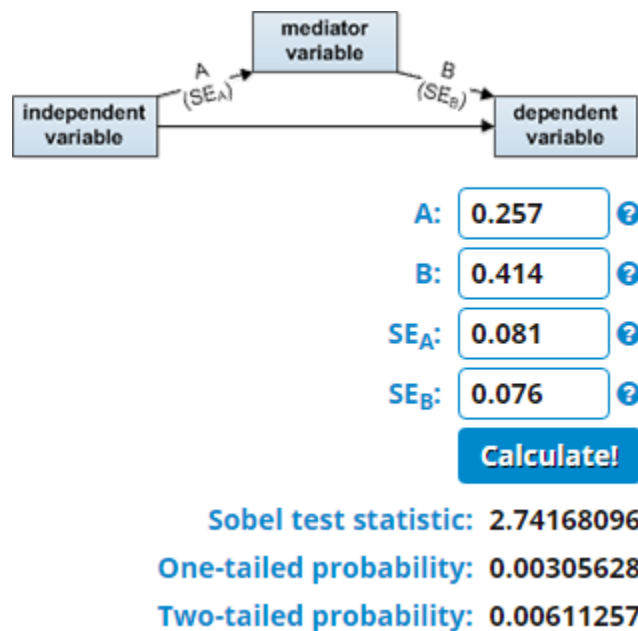 mediator
variable
A
(SEA)
B
(SEB)
independent
variable
dependent
variable
A: 0.257 ?
B: 0.414 ?
SEA: 0.081 ?
SEB: 0.076 ?
Calculate!
Sobel test statistic: 2.74168096
One-tailed probability: 0.00305628
Two-tailed probability: 0.00611257